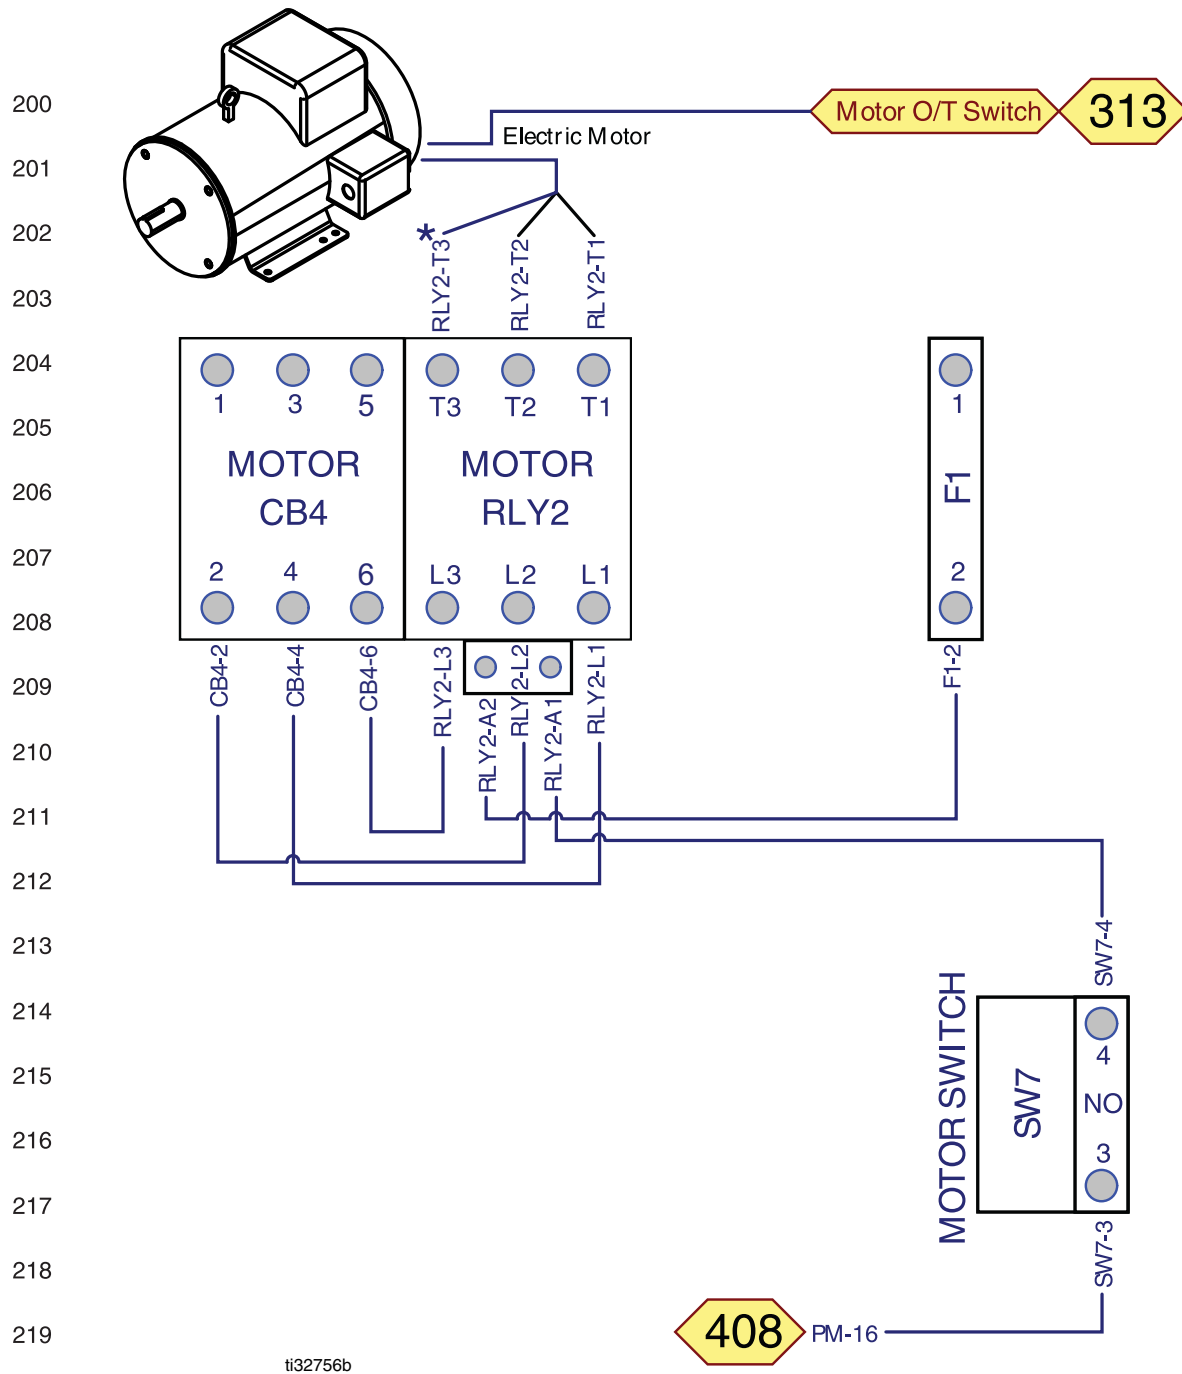 200
Motor O/T Switch 313
Electric Motor
201
202
*
RLY2-T3 RLY2-T2 RLY2-T1
203
204
1 3 5 T3 T2 T1 1
205
MOTOR CB4
MOTOR RLY2
F1
206
207
2 4 6 L3 L2 L1 2
208
CB4-2 CB4-4 CB4-6 RLY2-L3 RLY2-A2 RLY2-L2 RLY2-A1 RLY2-L1 F1-2
209
210
211
212
213
SW7-4
214
MOTOR SWITCH
SW7
4
NO
3
215
216
217
218
SW7-3
219
408 PM-16
ti32756b